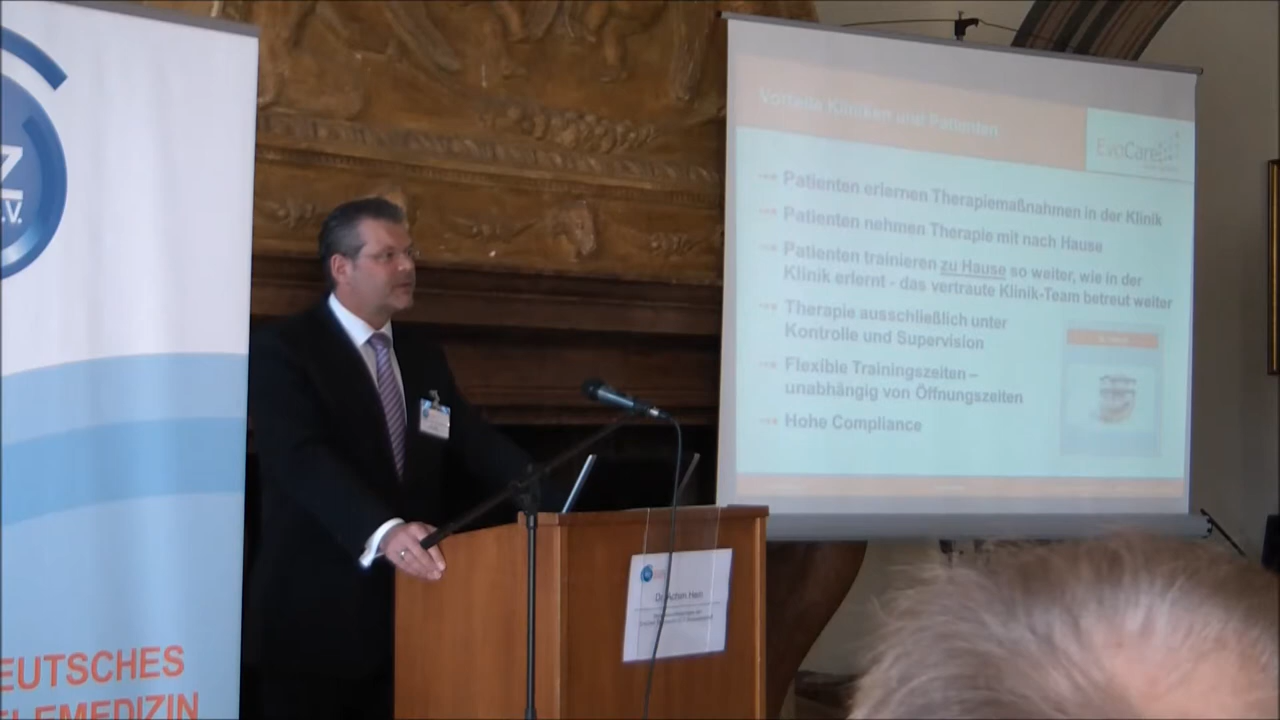 Z
.V.
EUTSCHES
ELEMEDIZIN
Vorteile Kliniken und Patienten
EvoCare
Patienten erlernen Therapiemaßnahmen in der Klinik
Patienten nehmen Therapie mit nach Hause
Patienten trainieren zu Hause so weiter, wie in der
Klinik erlernt - das vertraute Klinik-Team betreut weiter
Therapie ausschließlich unter
Kontrolle und Supervision
Flexible Trainingszeiten –
unabhängig von Öffnungszeiten
Hohe Compliance
Dr. Achim Hein